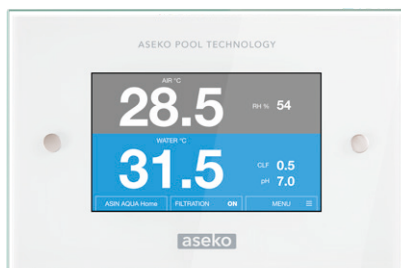 ASEKO POOL TECHNOLOGY
AIR °C
28.5
RH % 54
WATER °C
31.5
CLF 0.5
pH 7.0
ASIN AQUA Home FILTRATION ON MENU
aseko